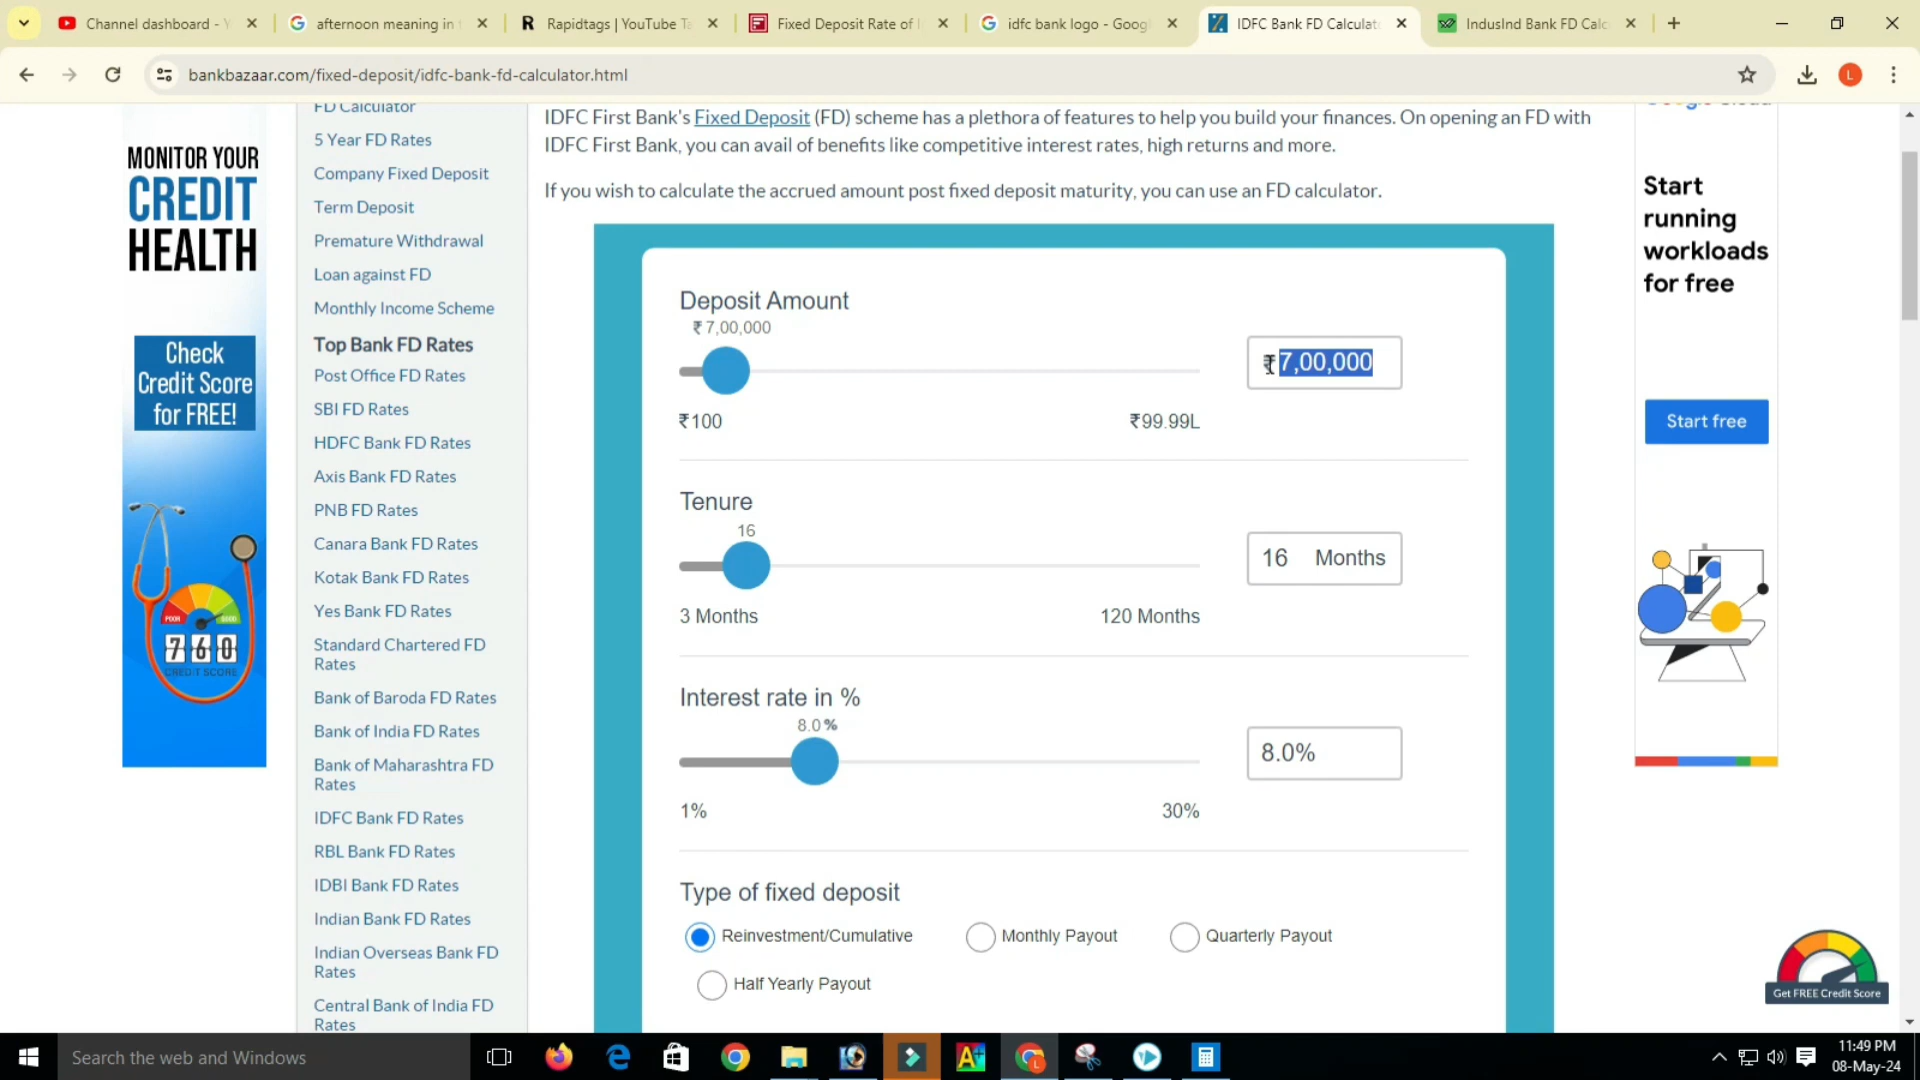 Channel dashboard - Y
afternoon meaning in
Rapidtags | YouTube Ta
Fixed Deposit Rate of
idfc bank logo - Goog
IDFC Bank FD Calculat
IndusInd Bank FD Calc
bankbazaar.com/fixed-deposit/idfc-bank-fd-calculator.html
L
MONITOR YOUR
CREDIT
HEALTH
Check
Credit Score
for FREE!
POOR
GOOD
760
CREDIT SCORE
FD Calculator
5 Year FD Rates
Company Fixed Deposit
Term Deposit
Premature Withdrawal
Loan against FD
Monthly Income Scheme
Top Bank FD Rates
Post Office FD Rates
SBI FD Rates
HDFC Bank FD Rates
Axis Bank FD Rates
PNB FD Rates
Canara Bank FD Rates
Kotak Bank FD Rates
Yes Bank FD Rates
Standard Chartered FD
Rates
Bank of Baroda FD Rates
Bank of India FD Rates
Bank of Maharashtra FD
Rates
IDFC Bank FD Rates
RBL Bank FD Rates
IDBI Bank FD Rates
Indian Bank FD Rates
Indian Overseas Bank FD
Rates
Central Bank of India FD
Rates
IDFC First Bank's Fixed Deposit (FD) scheme has a plethora of features to help you build your finances. On opening an FD with
IDFC First Bank, you can avail of benefits like competitive interest rates, high returns and more.
If you wish to calculate the accrued amount post fixed deposit maturity, you can use an FD calculator.
Deposit Amount
₹7,00,000
₹7,00,000
₹100
₹99.99L
Tenure
16
16 Months
3 Months
120 Months
Interest rate in %
8.0%
8.0%
1%
30%
Type of fixed deposit
Reinvestment/Cumulative
Monthly Payout
Quarterly Payout
Half Yearly Payout
Google Cloud
Start
running
workloads
for free
Start free
Get FREE Credit Score
Search the web and Windows
11:49 PM
08-May-24